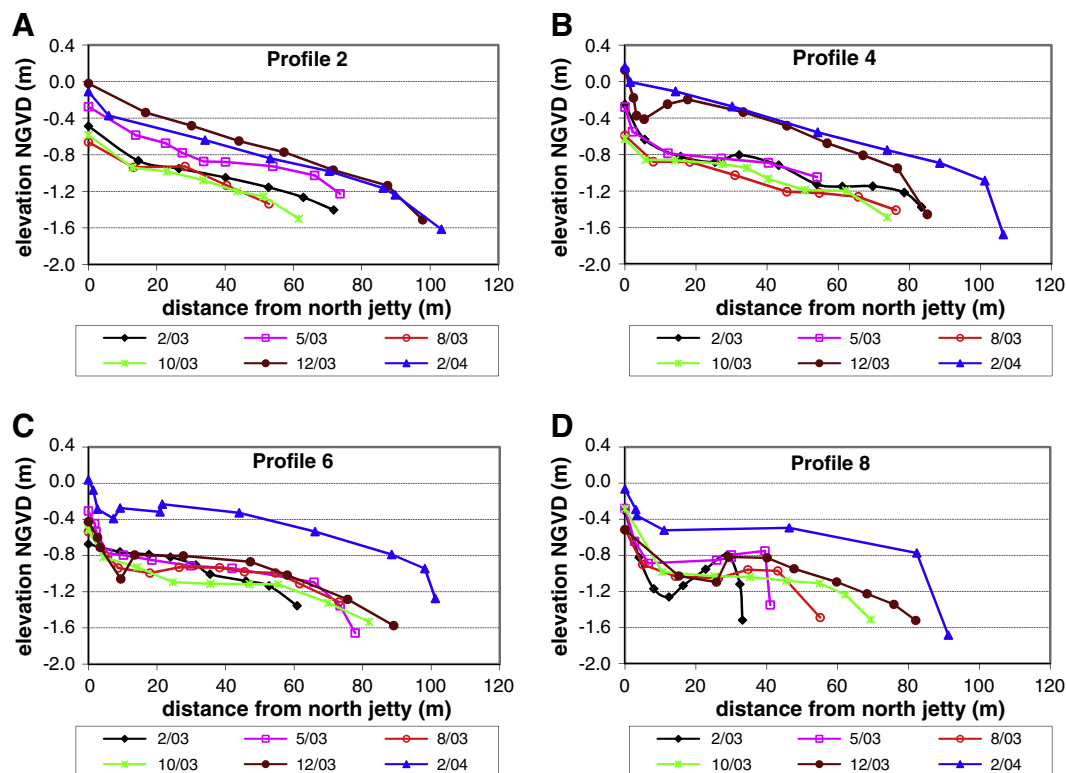 A
Profile 2
elevation NGVD (m)
0.4
0.0
-0.4
-0.8
-1.2
-1.6
-2.0
0 20 40 60 80 100 120
distance from north jetty (m)
2/03 5/03 8/03
10/03 12/03 2/04
B
Profile 4
elevation NGVD (m)
0.4
0.0
-0.4
-0.8
-1.2
-1.6
-2.0
0 20 40 60 80 100 120
distance from north jetty (m)
2/03 5/03 8/03
10/03 12/03 2/04
C
Profile 6
elevation NGVD (m)
0.4
0.0
-0.4
-0.8
-1.2
-1.6
-2.0
0 20 40 60 80 100 120
distance from north jetty (m)
2/03 5/03 8/03
10/03 12/03 2/04
D
Profile 8
elevation NGVD (m)
0.4
0.0
-0.4
-0.8
-1.2
-1.6
-2.0
0 20 40 60 80 100 120
distance from north jetty (m)
2/03 5/03 8/03
10/03 12/03 2/04